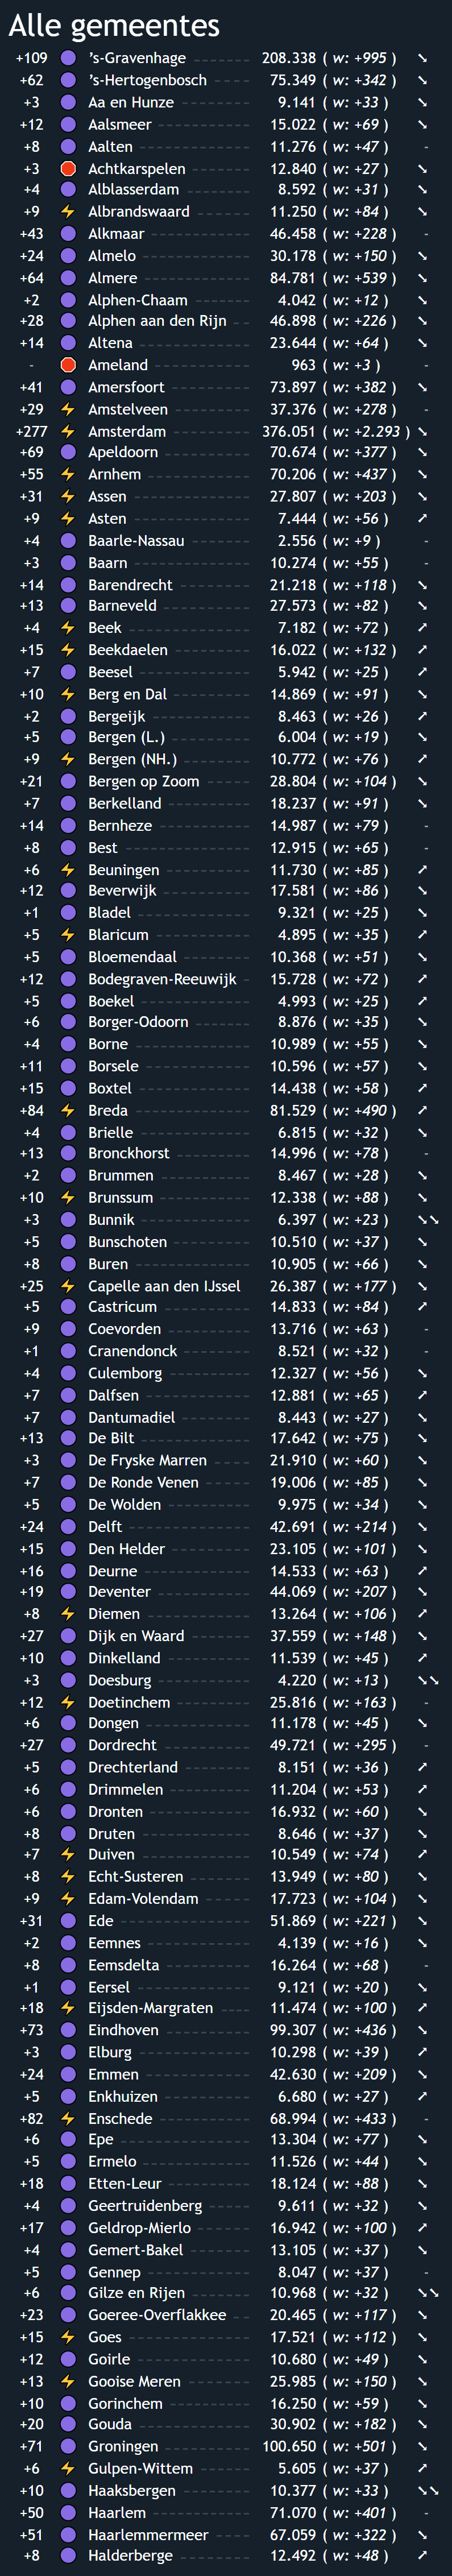 Alle gemeentes
+109 's-Gravenhage 208.338 ( w: +995 )
+62 's-Hertogenbosch 75.349 ( w: +342 )
+3 Aa en Hunze 9.141 ( w: +33 )
+12 Aalsmeer 15.022 ( w: +69 )
+8 Aalten 11.276 ( w: +47 ) -
+3 Achtkarspelen 12.840 ( w: +27 )
+4 Alblasserdam 8.592 ( w: +31 )
+9 Albrandswaard 11.250 ( w: +84 )
+43 Alkmaar 46.458 ( w: +228 ) -
+24 Almelo 30.178 ( w: +150 )
+64 Almere 84.781 ( w: +539 )
+2 Alphen-Chaam 4.042 ( w: +12 )
+28 Alphen aan den Rijn 46.898 ( w: +226 )
+14 Altena 23.644 ( w: +64 )
- Ameland 963 ( w: +3 ) -
+41 Amersfoort 73.897 ( w: +382 )
+29 Amstelveen 37.376 ( w: +278 ) -
+277 Amsterdam 376.051 ( w: +2.293 )
+69 Apeldoorn 70.674 ( w: +377 )
+55 Arnhem 70.206 ( w: +437 )
+31 Assen 27.807 ( w: +203 )
+9 Asten 7.444 ( w: +56 )
+4 Baarle-Nassau 2.556 ( w: +9 ) -
+3 Baarn 10.274 ( w: +55 ) -
+14 Barendrecht 21.218 ( w: +118 )
+13 Barneveld 27.573 ( w: +82 )
+4 Beek 7.182 ( w: +72 )
+15 Beekdaelen 16.022 ( w: +132 )
+7 Beesel 5.942 ( w: +25 )
+10 Berg en Dal 14.869 ( w: +91 )
+2 Bergeijk 8.463 ( w: +26 )
+5 Bergen (L.) 6.004 ( w: +19 )
+9 Bergen (NH.) 10.772 ( w: +76 )
+21 Bergen op Zoom 28.804 ( w: +104 )
+7 Berkelland 18.237 ( w: +91 )
+14 Bernheze 14.987 ( w: +79 ) -
+8 Best 12.915 ( w: +65 ) -
+6 Beuningen 11.730 ( w: +85 )
+12 Beverwijk 17.581 ( w: +86 )
+1 Bladel 9.321 ( w: +25 )
+5 Blaricum 4.895 ( w: +35 )
+5 Bloemendaal 10.368 ( w: +51 )
+12 Bodegraven-Reeuwijk 15.728 ( w: +72 )
+5 Boekel 4.993 ( w: +25 )
+6 Borger-Odoorn 8.876 ( w: +35 )
+4 Borne 10.989 ( w: +55 )
+11 Borsele 10.596 ( w: +57 )
+15 Boxtel 14.438 ( w: +58 )
+84 Breda 81.529 ( w: +490 )
+4 Brielle 6.815 ( w: +32 )
+13 Bronckhorst 14.996 ( w: +78 ) -
+2 Brummen 8.467 ( w: +28 )
+10 Brunssum 12.338 ( w: +88 )
+3 Bunnik 6.397 ( w: +23 )
+5 Bunschoten 10.510 ( w: +37 )
+8 Buren 10.905 ( w: +66 )
+25 Capelle aan den IJssel 26.387 ( w: +177 )
+5 Castricum 14.833 ( w: +84 )
+9 Coevorden 13.716 ( w: +63 ) -
+1 Cranendonck 8.521 ( w: +32 ) -
+4 Culemborg 12.327 ( w: +56 )
+7 Dalfsen 12.881 ( w: +65 )
+7 Dantumadiel 8.443 ( w: +27 )
+13 De Bilt 17.642 ( w: +75 )
+3 De Fryske Marren 21.910 ( w: +60 )
+7 De Ronde Venen 19.006 ( w: +85 )
+5 De Wolden 9.975 ( w: +34 )
+24 Delft 42.691 ( w: +214 )
+15 Den Helder 23.105 ( w: +101 )
+16 Deurne 14.533 ( w: +63 )
+19 Deventer 44.069 ( w: +207 )
+8 Diemen 13.264 ( w: +106 )
+27 Dijk en Waard 37.559 ( w: +148 )
+10 Dinkelland 11.539 ( w: +45 )
+3 Doesburg 4.220 ( w: +13 )
+12 Doetinchem 25.816 ( w: +163 ) -
+6 Dongen 11.178 ( w: +45 )
+27 Dordrecht 49.721 ( w: +295 ) -
+5 Drechterland 8.151 ( w: +36 )
+6 Drimmelen 11.204 ( w: +53 )
+6 Dronten 16.932 ( w: +60 )
+8 Druten 8.646 ( w: +37 )
+7 Duiven 10.549 ( w: +74 )
+8 Echt-Susteren 13.949 ( w: +80 )
+9 Edam-Volendam 17.723 ( w: +104 )
+31 Ede 51.869 ( w: +221 )
+2 Eemnes 4.139 ( w: +16 )
+8 Eemsdelta 16.264 ( w: +68 ) -
+1 Eersel 9.121 ( w: +20 )
+18 Eijsden-Margraten 11.474 ( w: +100 )
+73 Eindhoven 99.307 ( w: +436 )
+3 Elburg 10.298 ( w: +39 )
+24 Emmen 42.630 ( w: +209 )
+5 Enkhuizen 6.680 ( w: +27 )
+82 Enschede 68.994 ( w: +433 ) -
+6 Epe 13.304 ( w: +77 )
+5 Ermelo 11.526 ( w: +44 )
+18 Etten-Leur 18.124 ( w: +88 )
+4 Geertruidenberg 9.611 ( w: +32 )
+17 Geldrop-Mierlo 16.942 ( w: +100 )
+4 Gemert-Bakel 13.105 ( w: +37 )
+5 Gennep 8.047 ( w: +37 ) -
+6 Gilze en Rijen 10.968 ( w: +32 )
+23 Goeree-Overflakkee 20.465 ( w: +117 )
+15 Goes 17.521 ( w: +112 )
+12 Goirle 10.680 ( w: +49 )
+13 Gooise Meren 25.985 ( w: +150 )
+10 Gorinchem 16.250 ( w: +59 )
+20 Gouda 30.902 ( w: +182 )
+71 Groningen 100.650 ( w: +501 )
+6 Gulpen-Wittem 5.605 ( w: +37 )
+10 Haaksbergen 10.377 ( w: +33 )
+50 Haarlem 71.070 ( w: +401 ) -
+51 Haarlemmermeer 67.059 ( w: +322 )
+8 Halderberge 12.492 ( w: +48 )